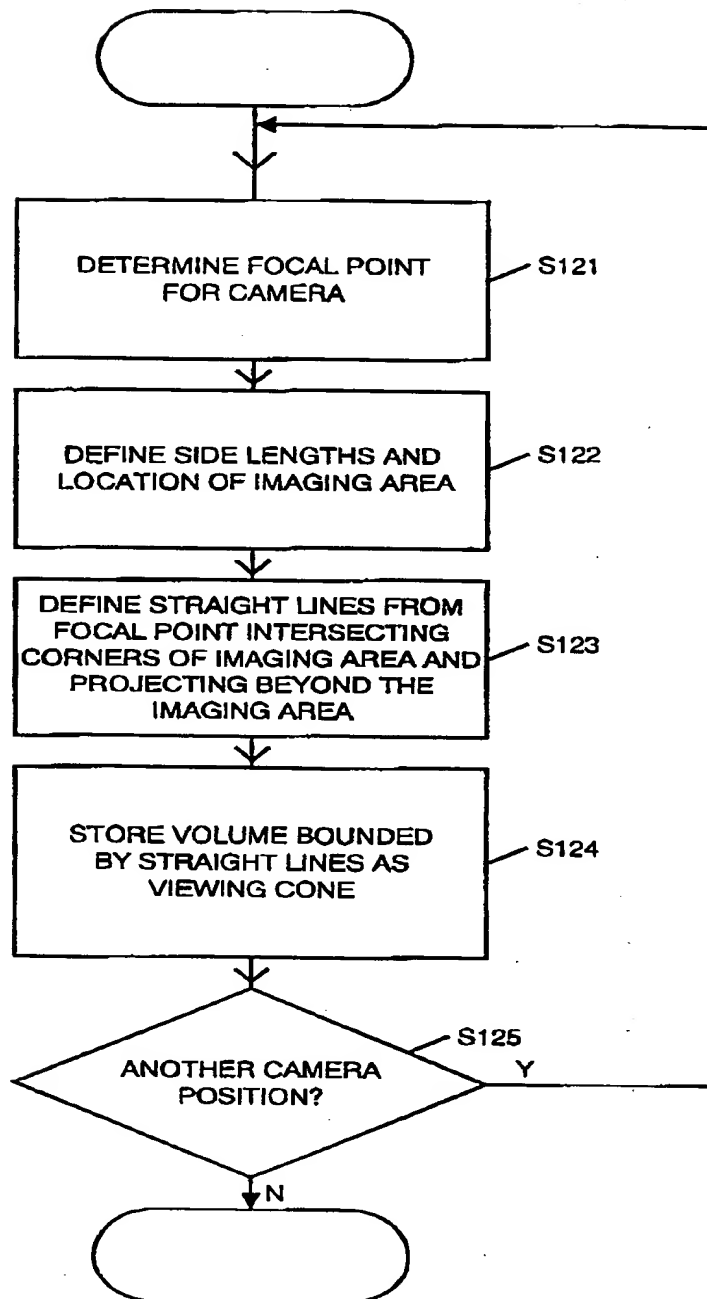 DETERMINE FOCAL POINT
FOR CAMERA
S121
DEFINE SIDE LENGTHS AND
LOCATION OF IMAGING AREA
S122
DEFINE STRAIGHT LINES FROM
FOCAL POINT INTERSECTING
CORNERS OF IMAGING AREA AND
PROJECTING BEYOND THE
IMAGING AREA
S123
STORE VOLUME BOUNDED
BY STRAIGHT LINES AS
VIEWING CONE
S124
S125
ANOTHER CAMERA
POSITION?
Y
N